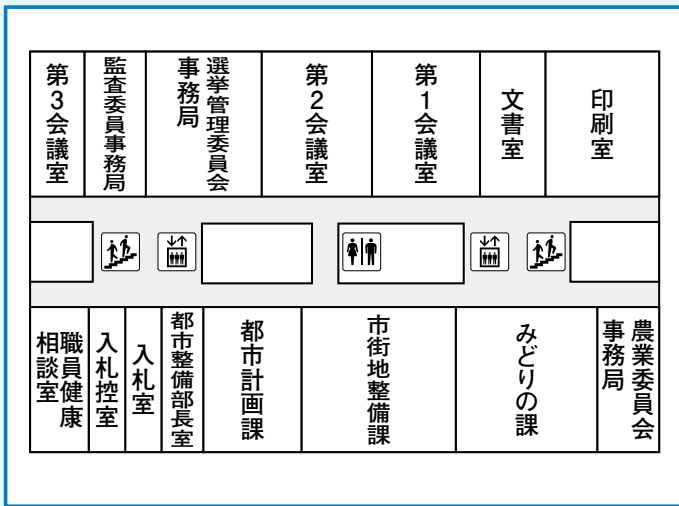 第3会議室
監査委員事務局
選挙管理委員会
事務局
第2会議室
第1会議室
文書室
印刷室
職員健康
相談室
入札控室
入札室
都市整備部長室
都市計画課
市街地整備課
みどりの課
農業委員会
事務局